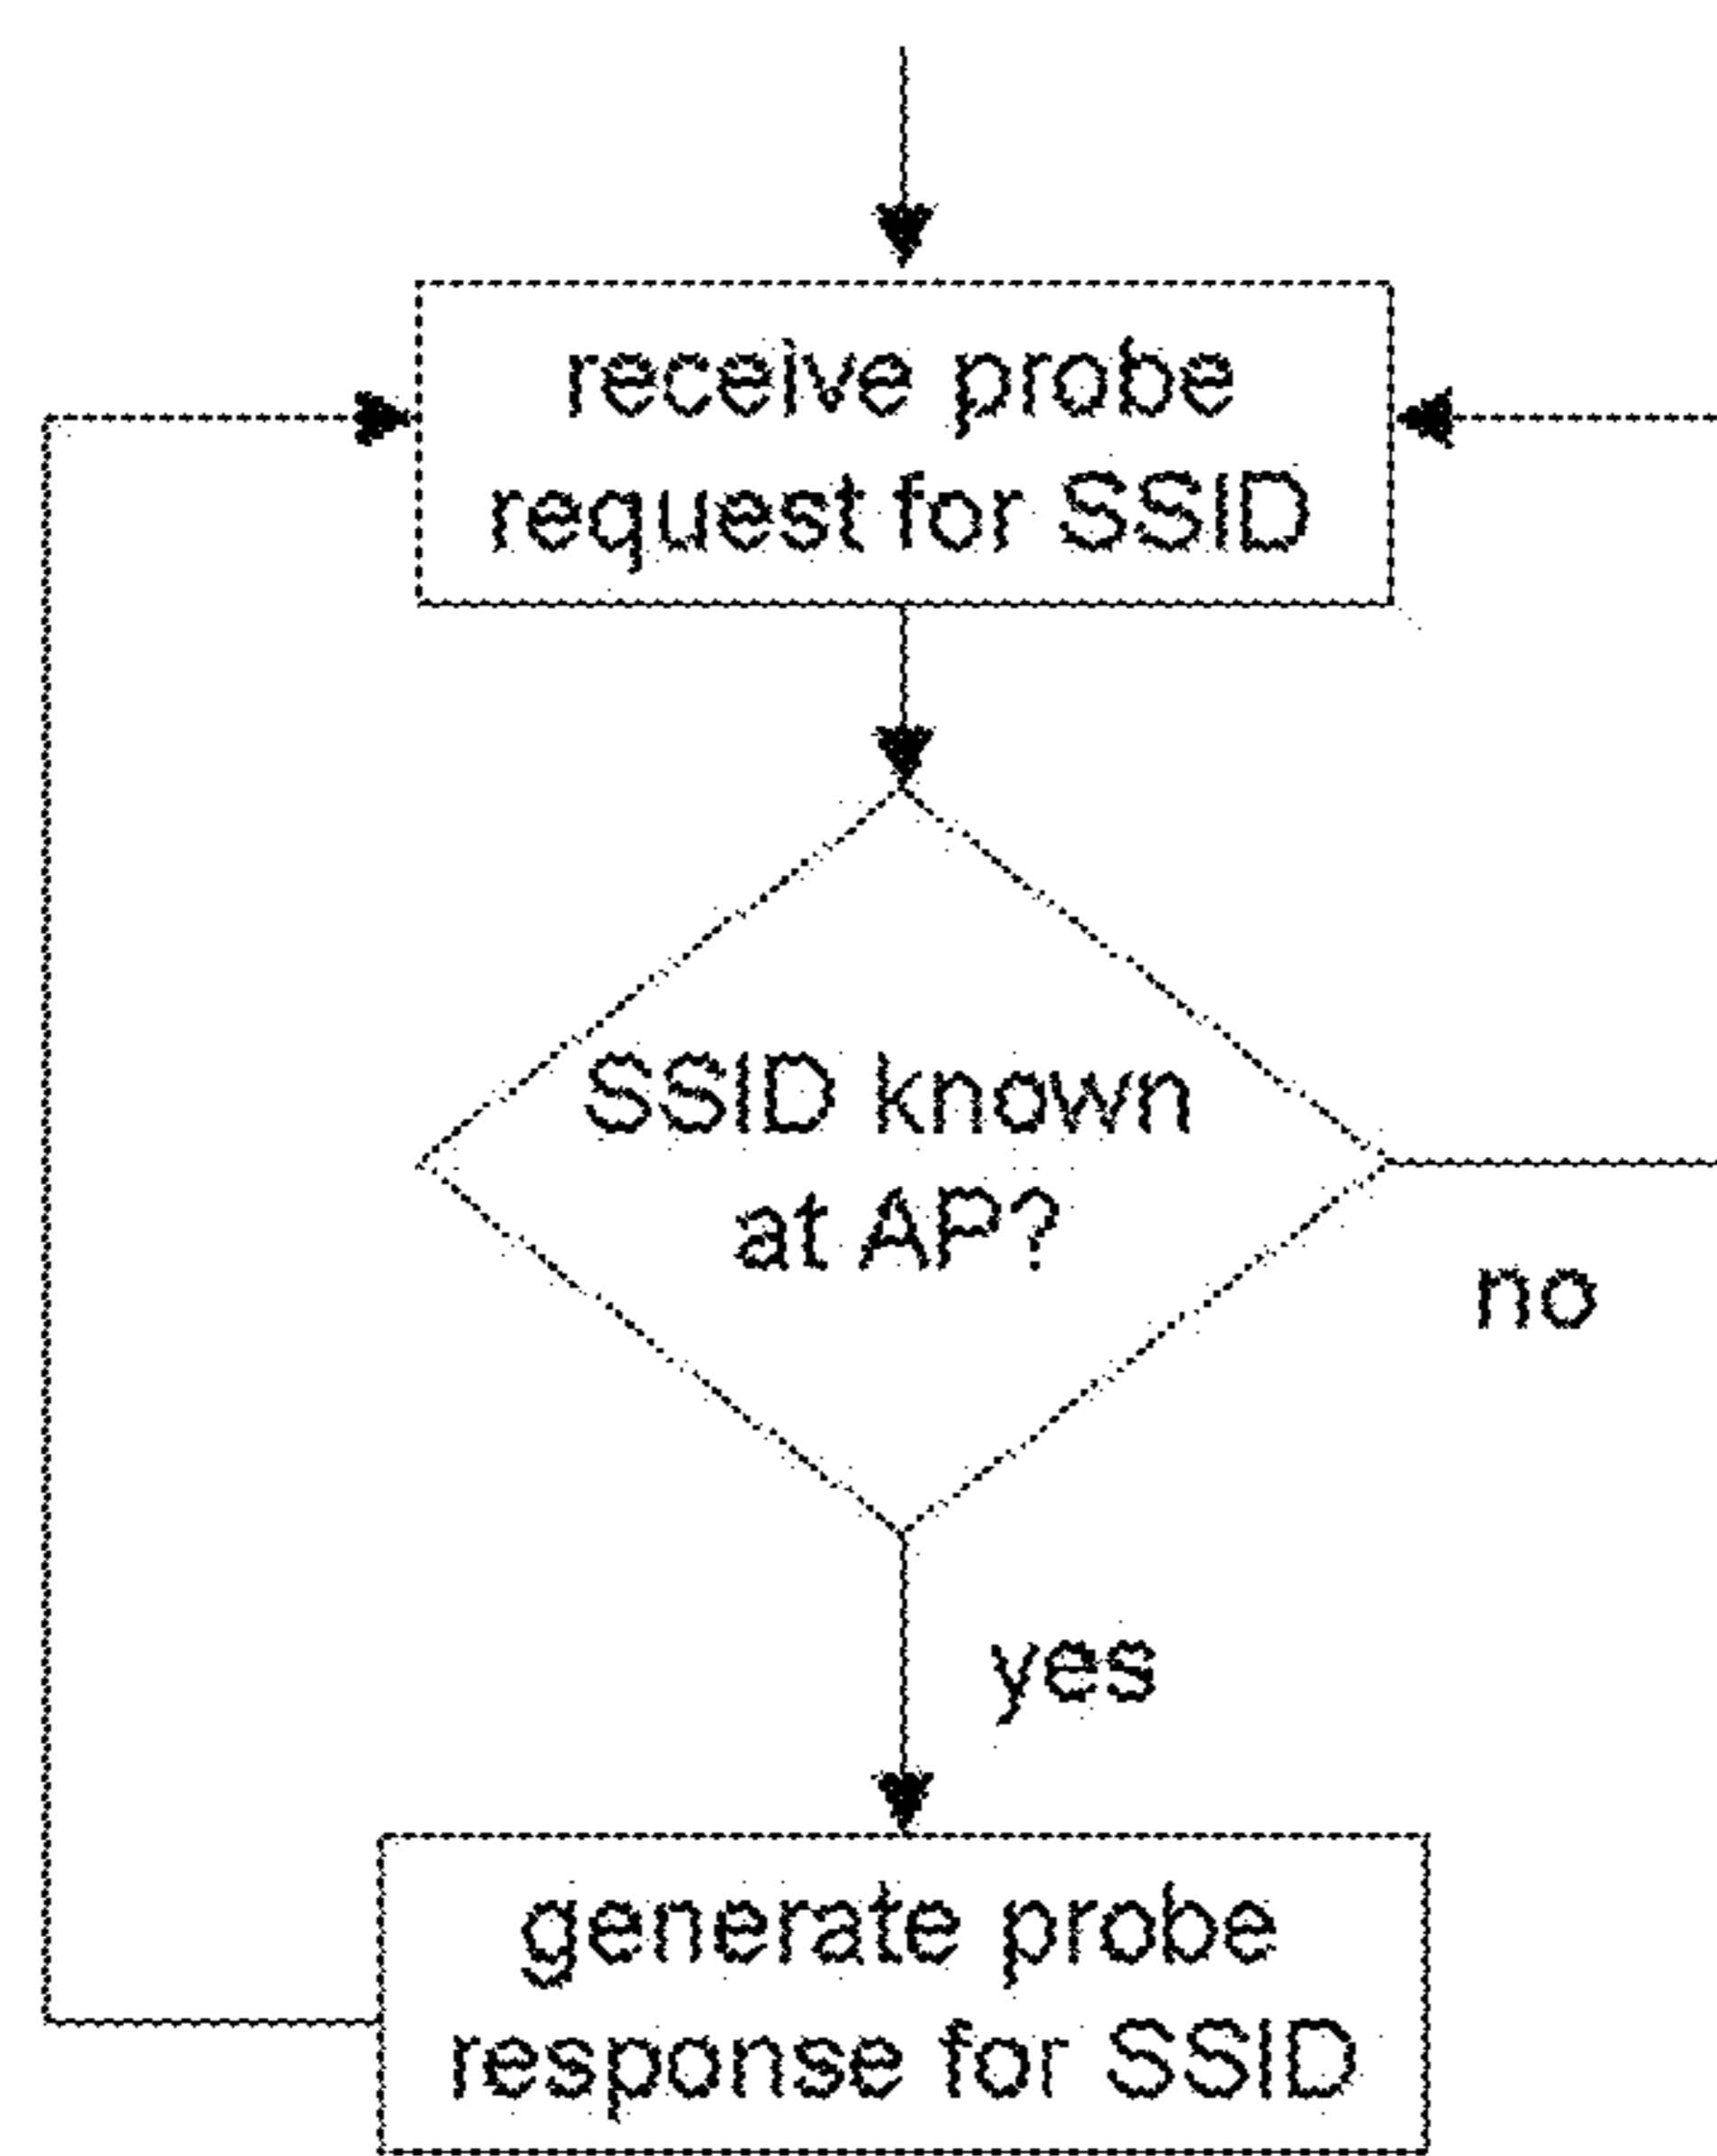 receive probe
request for SSID
SSID known
at AP?
no
yes
generate probe
response for SSID